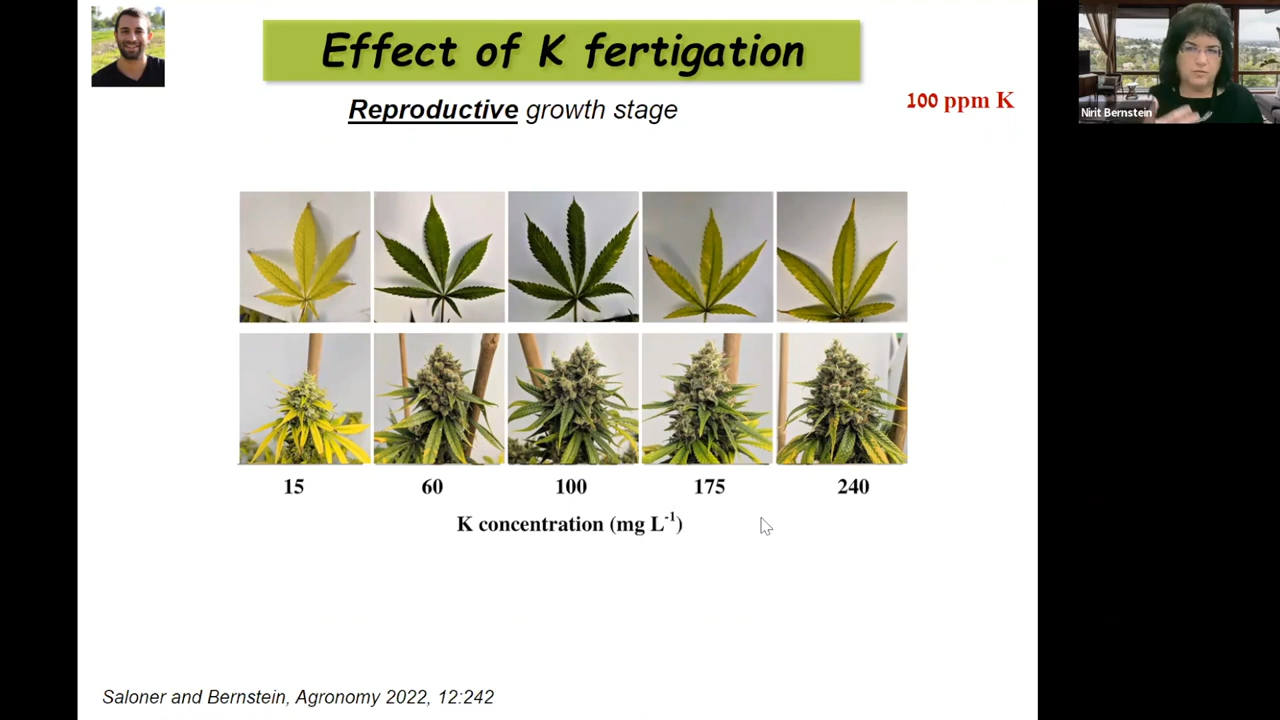 Effect of K fertigation
Reproductive growth stage
100 ppm K
Nirit Bernstein
15 60 100 175 240
K concentration (mg L⁻¹)
Saloner and Bernstein, Agronomy 2022, 12:242